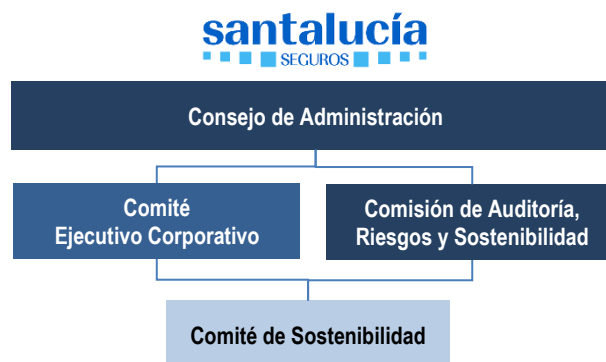 santalucía
SEGUROS
Consejo de Administración
Comité
Ejecutivo Corporativo
Comisión de Auditoría,
Riesgos y Sostenibilidad
Comité de Sostenibilidad